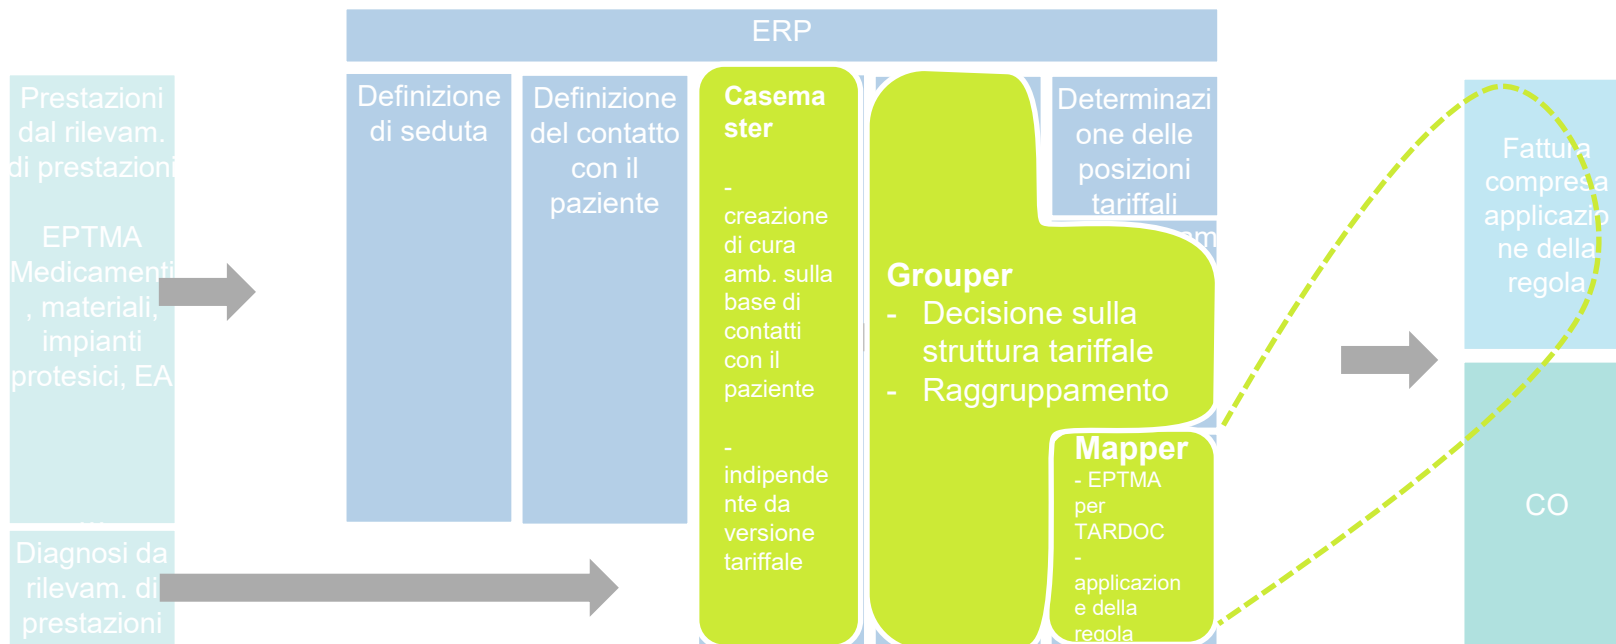 ERP
Prestazioni
dal rilevam.
di prestazioni
EPTMA
Medicamenti
, materiali,
impianti
protesici, EA
...
Diagnosi da
rilevam. di
prestazioni
Definizione
di seduta
Definizione
del contatto
con il
paziente
Casema
ster
-
creazione
di cura
amb. sulla
base di
contatti
con il
paziente
-
indipende
nte da
versione
tariffale
Grouper
- Decisione sulla
struttura tariffale
- Raggruppamento
Determinazi
one delle
posizioni
tariffali
Mapper
- EPTMA
per
TARDOC
-
applicazion
e della
regola
Fattura
compresa
applicazio
ne della
regola
CO